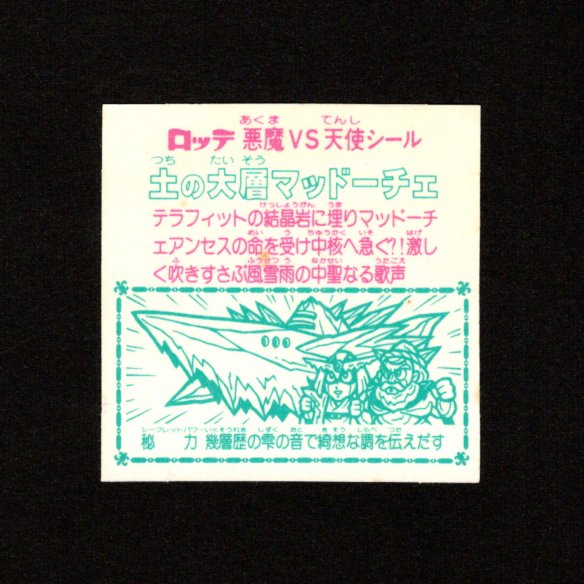 あくま てんし
ロッテ 悪魔VS天使シール
つち たい そう
土の大層マッドーチェ
けっしょうがん うま
テラフィットの結晶岩に埋りマッドーチ
めい う ちゅうかく いそ はげ
ェアンセスの命を受け中核へ急ぐ?!激し
ふ ふうせつ う なかせい うたごえ
く吹きすさぶ風雪雨の中聖なる歌声
シークレットパワー いくそうれき しずく おと き そう しらべ つた
秘 力 幾層歴の雫の音で綺想な調を伝えだす